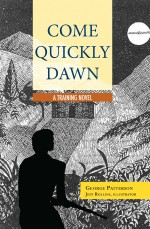 COME
QUICKLY
DAWN
A TRAINING NOVEL
GEORGE PATTERSON
JEFF ROLLINS, ILLUSTRATOR